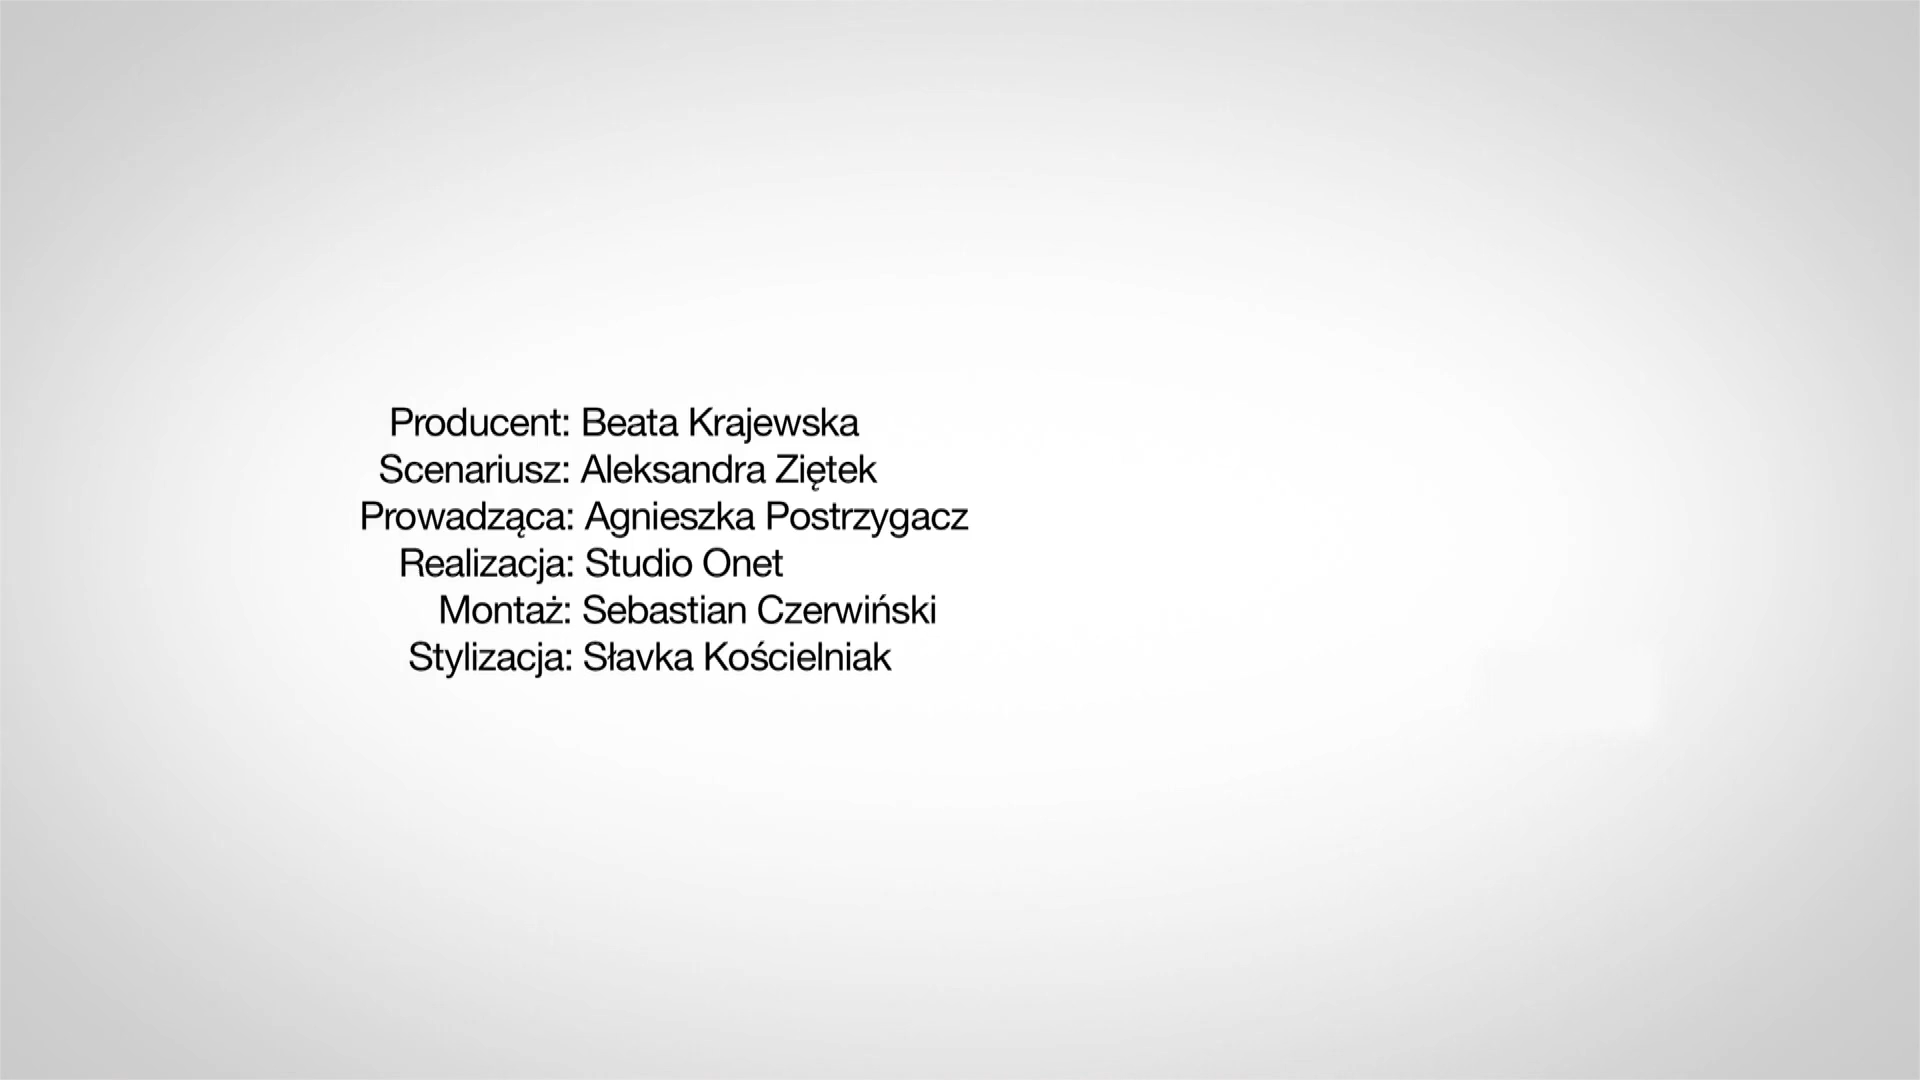 Producent: Beata Krajewska
Scenariusz: Aleksandra Ziętek
Prowadząca: Agnieszka Postrzygacz
Realizacja: Studio Onet
Montaż: Sebastian Czerwiński
Stylizacja: Sławka Kościelniak